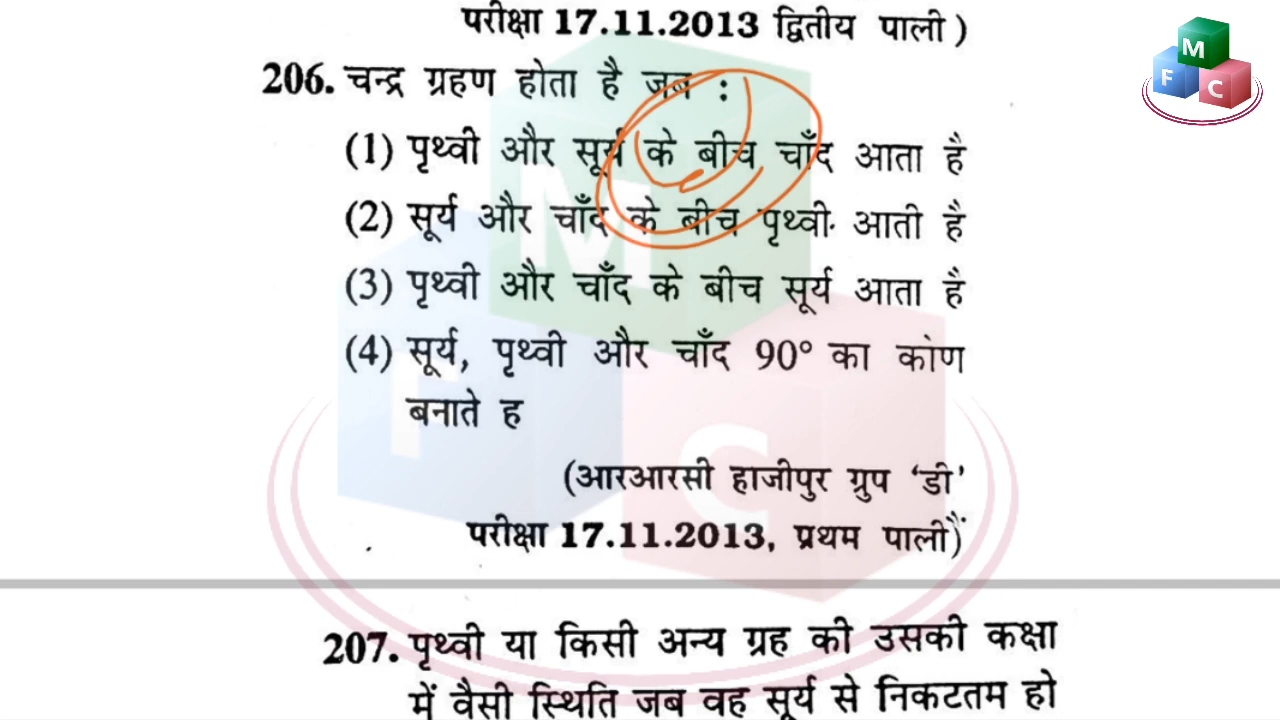 परीक्षा 17.11.2013 द्वितीय पाली )
206. चन्द्र ग्रहण होता है जब :
(1) पृथ्वी और सूर्य के बीच चाँद आता है
(2) सूर्य और चाँद के बीच पृथ्वी आती है
(3) पृथ्वी और चाँद के बीच सूर्य आता है
(4) सूर्य, पृथ्वी और चाँद 90° का कोण
बनाते ह
(आरआरसी हाजीपुर ग्रुप ‘डी’
परीक्षा 17.11.2013, प्रथम पाली)
207. पृथ्वी या किसी अन्य ग्रह की उसकी कक्षा
में वैसी स्थिति जब वह सूर्य से निकटतम हो
M
F
C
M
F
C